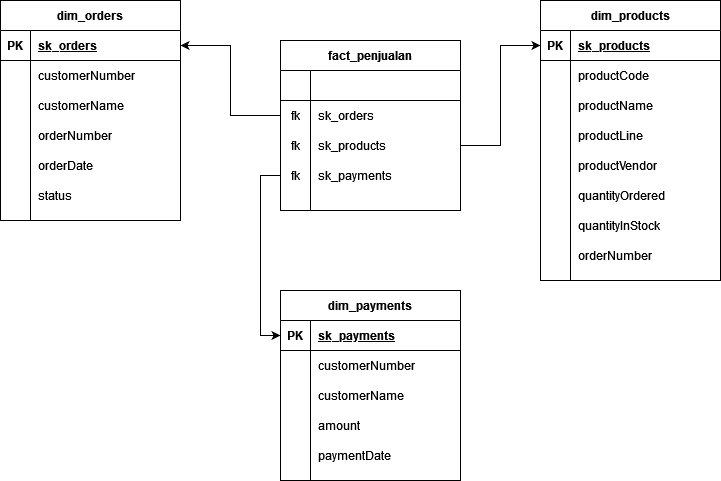 dim_orders
PK sk_orders
customerNumber
customerName
orderNumber
orderDate
status
fact_penjualan
fk sk_orders
fk sk_products
fk sk_payments
dim_products
PK sk_products
productCode
productName
productLine
productVendor
quantityOrdered
quantityInStock
orderNumber
dim_payments
PK sk_payments
customerNumber
customerName
amount
paymentDate